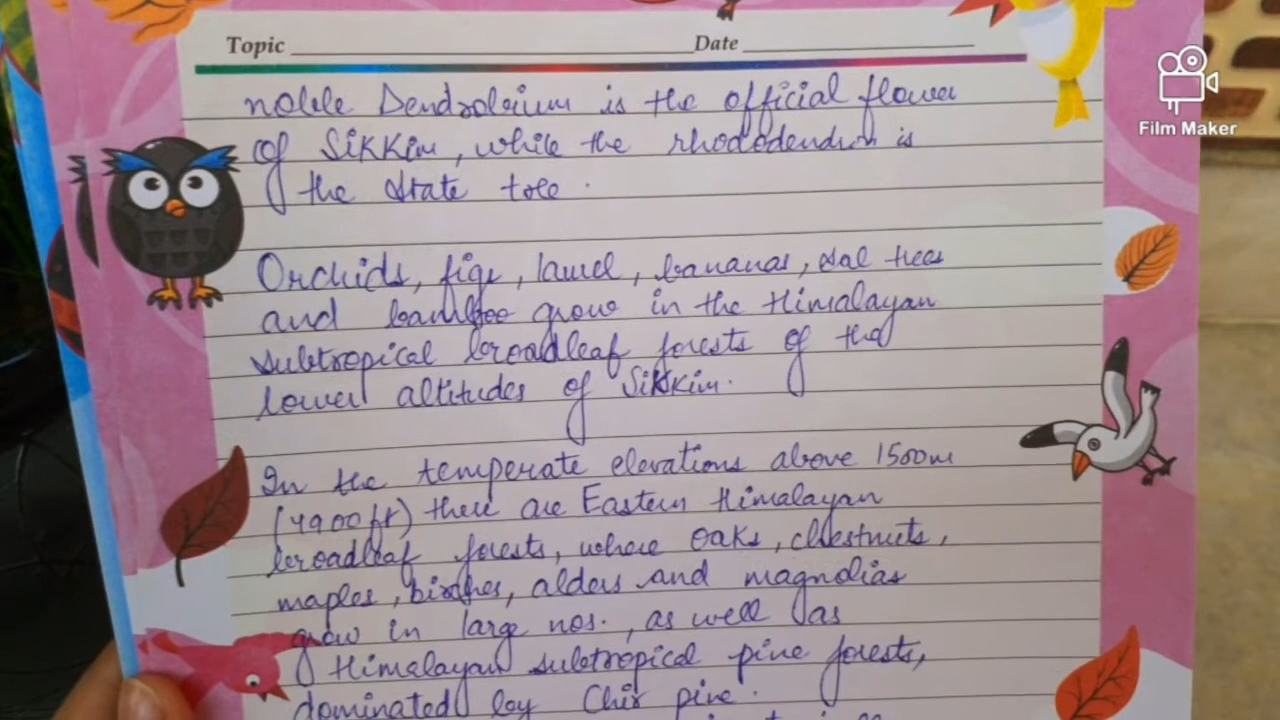 Topic Date
Film Maker
noble Dendrobium is the official flower
of Sikkim, while the rhododendron is
the state tree.
Orchids, figs, laurel, bananas, sal trees
and bamboo grow in the Himalayan
subtropical broadleaf forests of the
lower altitudes of Sikkim.
In the temperate elevations above 1500m
(4900ft) there are Eastern Himalayan
broadleaf forests, where oaks, chestnuts,
maples, birches, alders and magnolias
grow in large nos., as well as
Himalayan subtropical pine forests,
dominated by Chir pine.